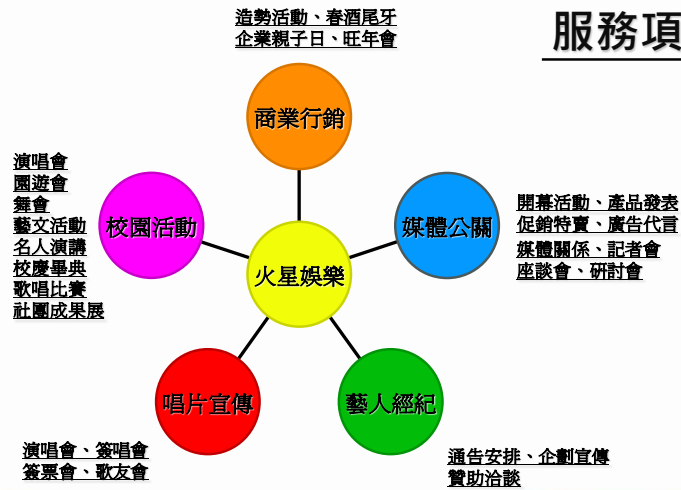 服務項
造勢活動、春酒尾牙
企業親子日、旺年會
商業行銷
演唱會
園遊會
舞會
藝文活動
名人演講
校慶畢典
歌唱比賽
社團成果展
校園活動
媒體公關
開幕活動、產品發表
促銷特賣、廣告代言
媒體關係、記者會
座談會、研討會
火星娛樂
唱片宣傳
藝人經紀
演唱會、簽唱會
簽票會、歌友會
通告安排、企劃宣傳
贊助洽談